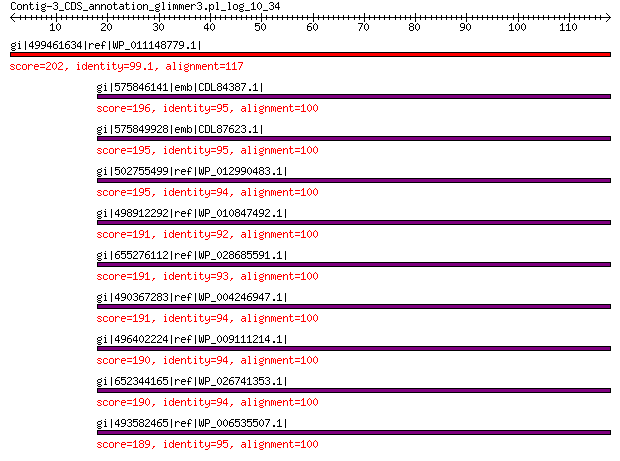 Contig-3_CDS_annotation_glimmer3.pl_log_10_34
10 20 30 40 50 60 70 80 90 100 110
gi|499461634|ref|WP_011148779.1|
score=202, identity=99.1, alignment=117
gi|575846141|emb|CDL84387.1|
score=196, identity=95, alignment=100
gi|575849928|emb|CDL87623.1|
score=195, identity=95, alignment=100
gi|502755499|ref|WP_012990483.1|
score=195, identity=94, alignment=100
gi|498912292|ref|WP_010847492.1|
score=191, identity=92, alignment=100
gi|655276112|ref|WP_028685591.1|
score=191, identity=93, alignment=100
gi|490367283|ref|WP_004246947.1|
score=191, identity=94, alignment=100
gi|496402224|ref|WP_009111214.1|
score=190, identity=94, alignment=100
gi|652344165|ref|WP_026741353.1|
score=190, identity=94, alignment=100
gi|493582465|ref|WP_006535507.1|
score=189, identity=95, alignment=100